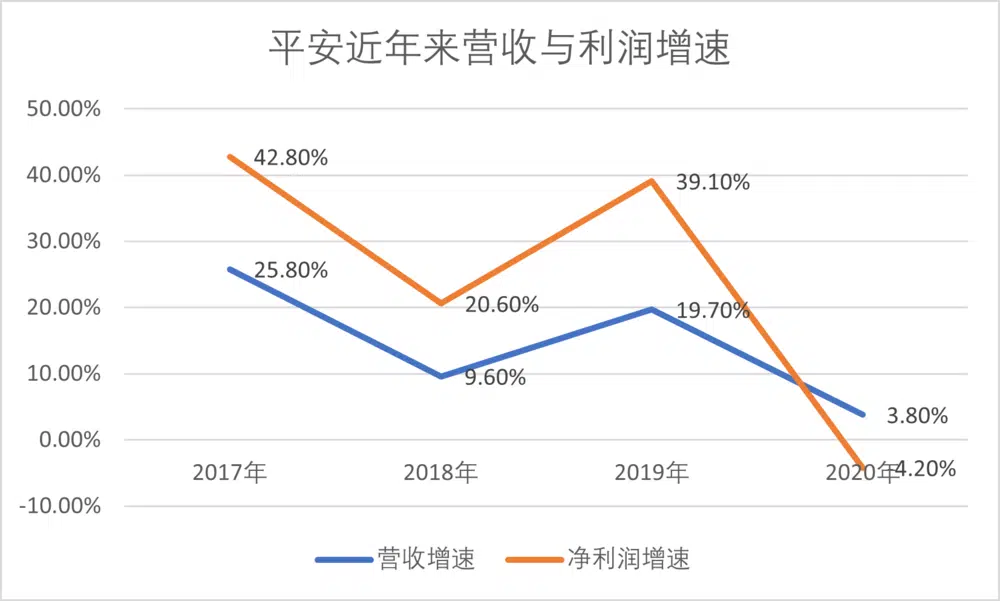 平安近年来营收与利润增速
50.00%
40.00%
30.00%
20.00%
10.00%
0.00%
-10.00%
42.80%
20.60%
39.10%
-4.20%
25.80%
9.60%
19.70%
3.80%
2017年
2018年
2019年
2020年
营收增速
净利润增速